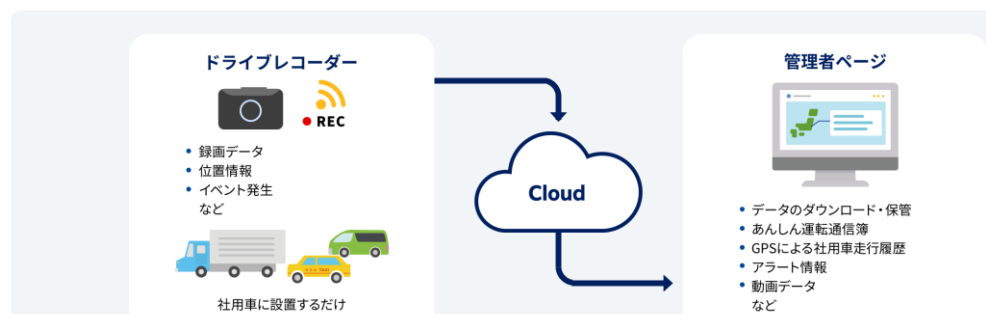 ドライブレコーダー
REC
録画データ
位置情報
イベント発生
など
社用車に設置するだけ
Cloud
管理者ページ
データのダウンロード・保管
あんしん運転通信簿
GPSによる社用車走行履歴
アラート情報
動画データ
など